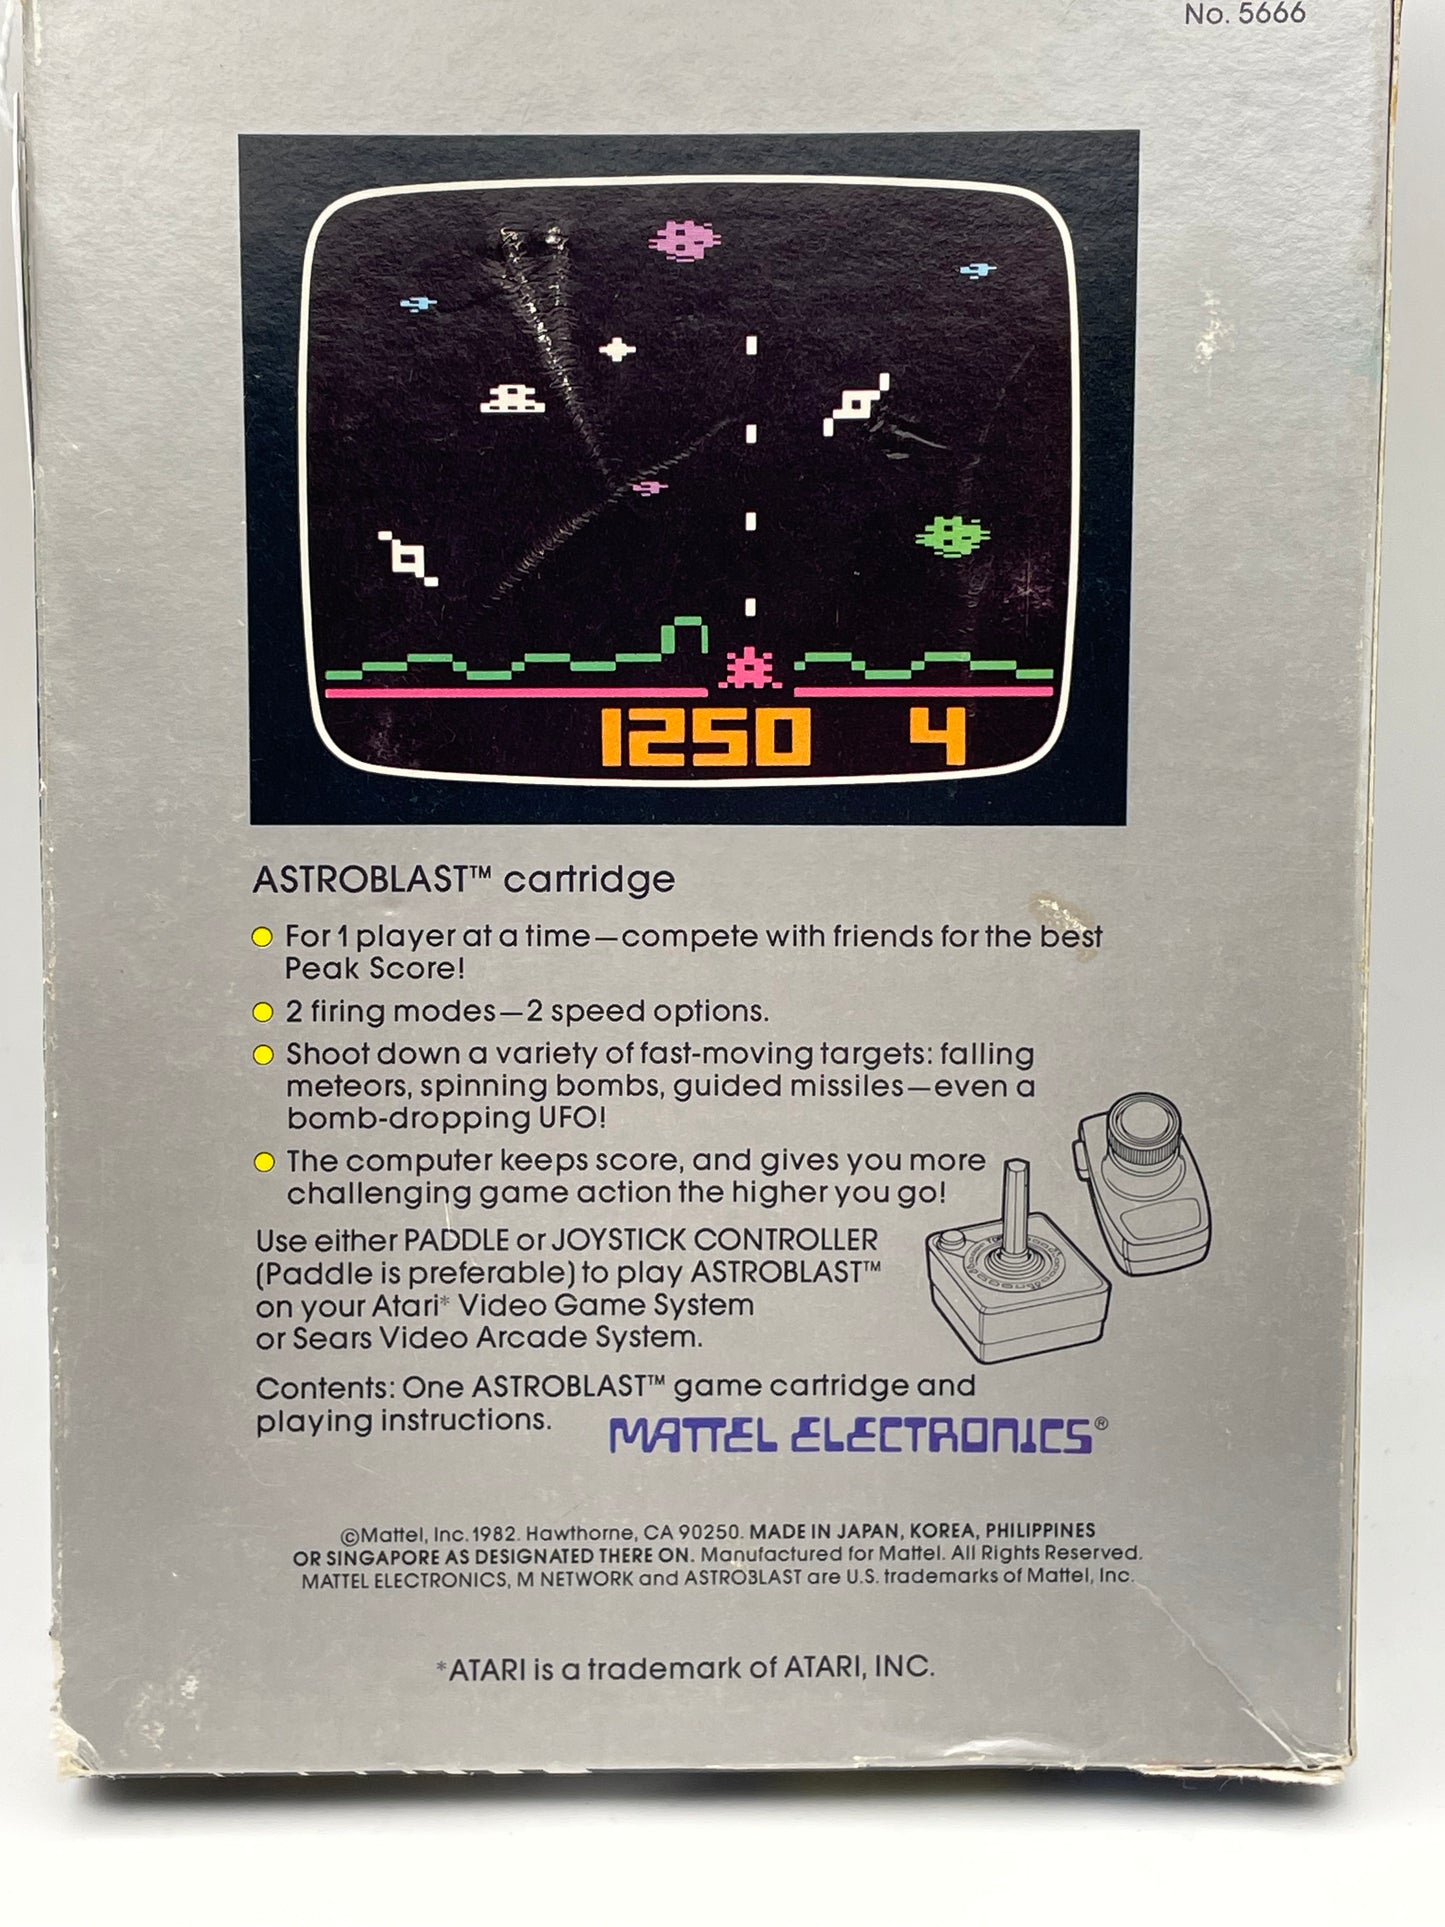 No. 5666
1250 4
ASTROBLAST™ cartridge
For 1 player at a time—compete with friends for the best
Peak Score!
2 firing modes—2 speed options.
Shoot down a variety of fast-moving targets: falling
meteors, spinning bombs, guided missiles—even a
bomb-dropping UFO!
The computer keeps score, and gives you more
challenging game action the higher you go!
Use either PADDLE or JOYSTICK CONTROLLER
(Paddle is preferable) to play ASTROBLAST™
on your Atari* Video Game System
or Sears Video Arcade System.
Contents: One ASTROBLAST™ game cartridge and
playing instructions.
MATTEL ELECTRONICS®
©Mattel, Inc. 1982. Hawthorne, CA 90250. MADE IN JAPAN, KOREA, PHILIPPINES
OR SINGAPORE AS DESIGNATED THERE ON. Manufactured for Mattel. All Rights Reserved.
MATTEL ELECTRONICS, M NETWORK and ASTROBLAST are U.S. trademarks of Mattel, Inc.
*ATARI is a trademark of ATARI, INC.